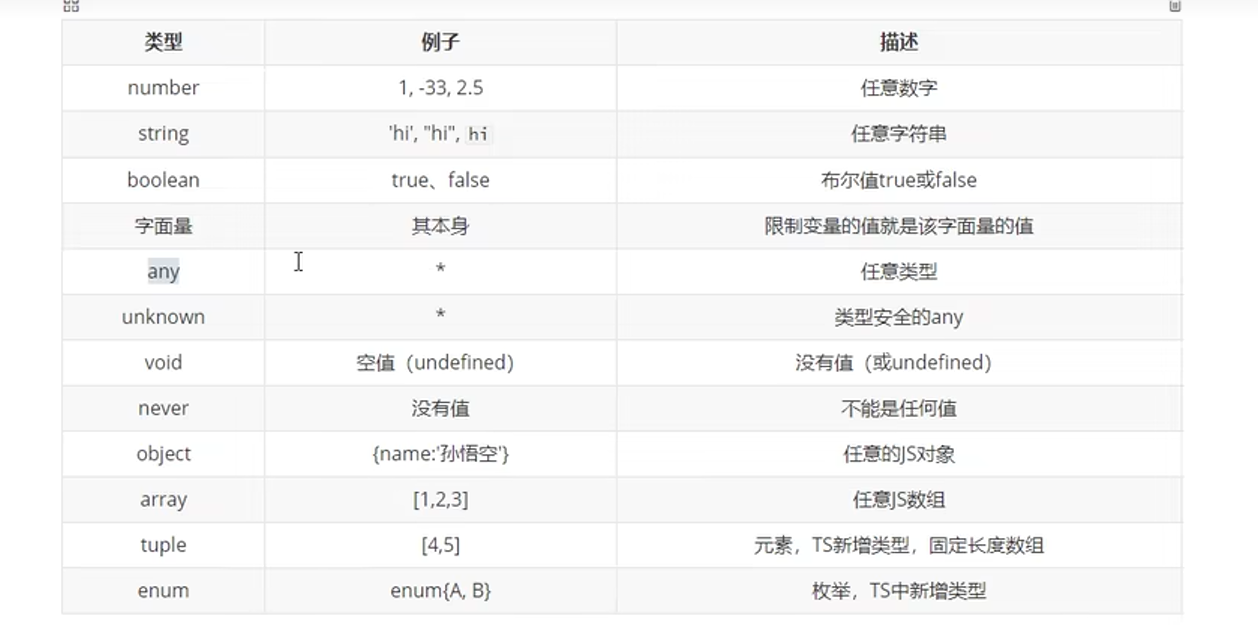 类型 例子 描述
number 1, -33, 2.5 任意数字
string 'hi', "hi", hi 任意字符串
boolean true、false 布尔值true或false
字面量 其本身 限制变量的值就是该字面量的值
any * 任意类型
unknown * 类型安全的any
void 空值（undefined） 没有值（或undefined）
never 没有值 不能是任何值
object {name:'孙悟空'} 任意的JS对象
array [1,2,3] 任意JS数组
tuple [4,5] 元素，TS新增类型，固定长度数组
enum enum{A, B} 枚举，TS中新增类型